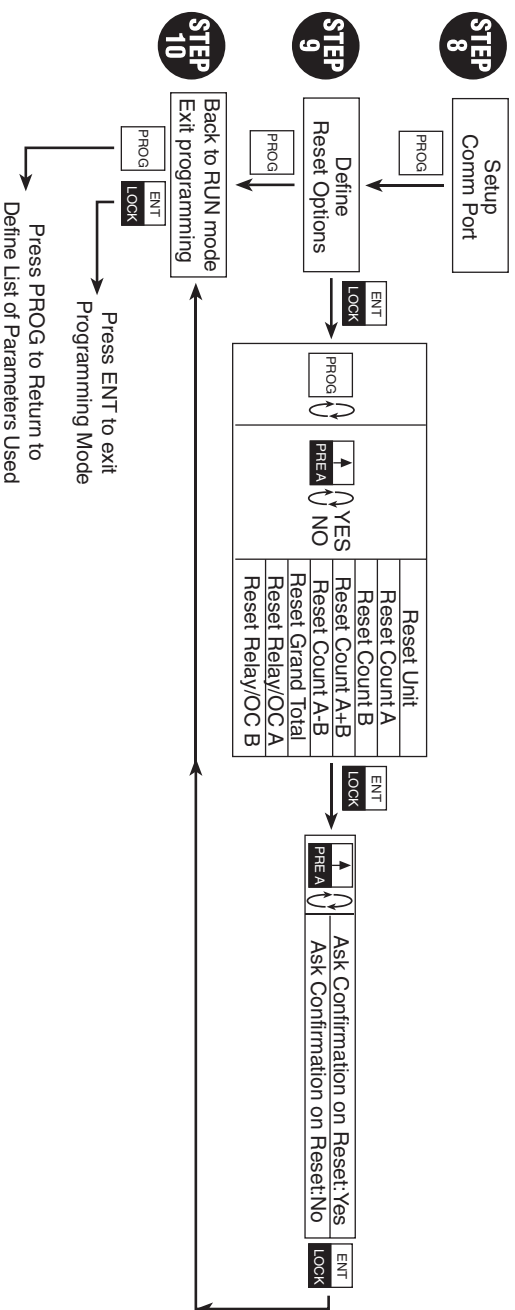 STEP
8
Setup
Comm Port
PROG
STEP
9
Define
Reset Options
ENT
LOCK
PROG
PRE A
YES
NO
Reset Unit
Reset Count A
Reset Count B
Reset Count A+B
Reset Count A-B
Reset Grand Total
Reset Relay/OC A
Reset Relay/OC B
ENT
LOCK
PRE A
Ask Confirmation on Reset:Yes
Ask Confirmation on Reset:No
ENT
LOCK
PROG
STEP
10
Back to RUN mode
Exit programming
PROG
ENT
LOCK
Press ENT to exit
Programming Mode
Press PROG to Return to
Define List of Parameters Used